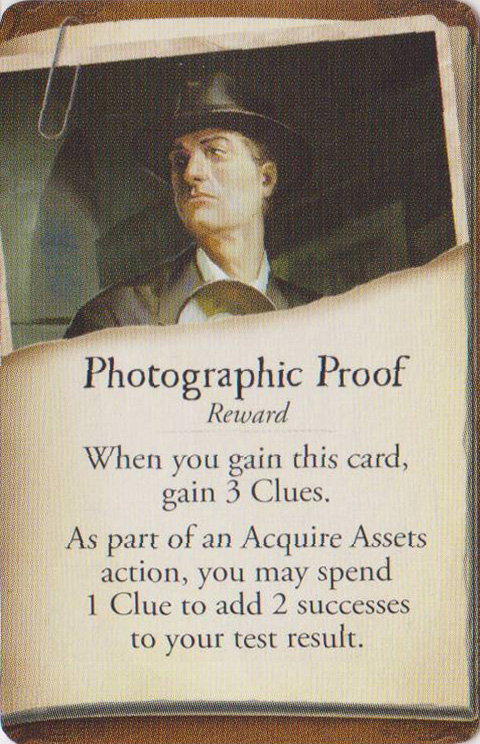 Photographic Proof
Reward
When you gain this card,
gain 3 Clues.
As part of an Acquire Assets
action, you may spend
1 Clue to add 2 successes
to your test result.